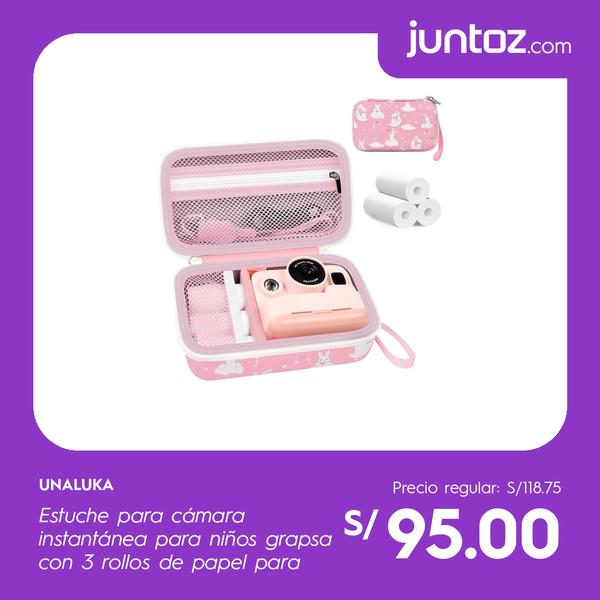 juntoz.com
UNALUKA
Estuche para cámara
instantánea para niños grapsa
con 3 rollos de papel para
Precio regular: S/118.75
S/ 95.00